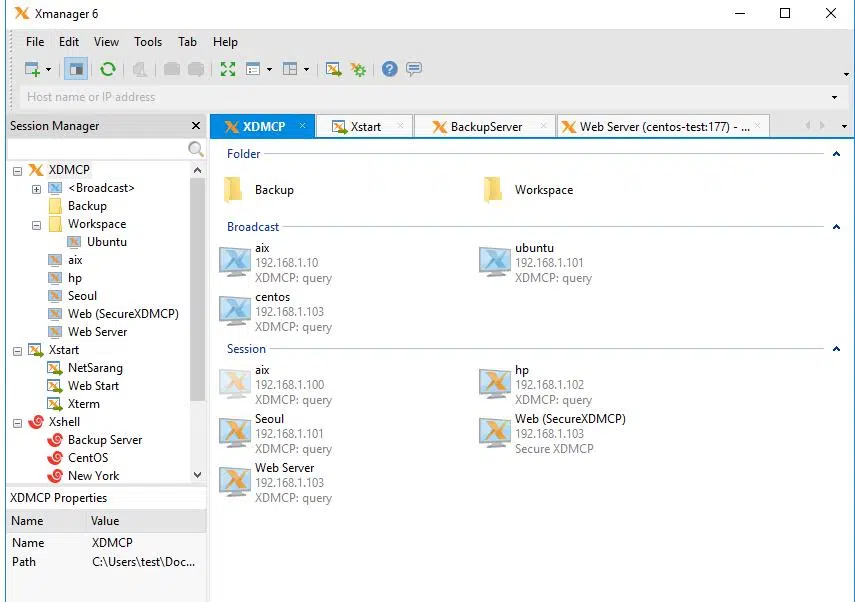 Xmanager 6
File Edit View Tools Tab Help
Host name or IP address
Session Manager
XDMCP
<Broadcast>
Backup
Workspace
Ubuntu
aix
hp
Seoul
Web (SecureXDMCP)
Web Server
Xstart
NetSarang
Web Start
Xterm
Xshell
Backup Server
CentOS
New York
XDMCP Properties
Name Value
Name XDMCP
Path C:\Users\test\Doc...
XDMCP Xstart BackupServer Web Server (centos-test:177) - ...
Folder
Backup
Workspace
Broadcast
aix
192.168.1.10
XDMCP: query
ubuntu
192.168.1.101
XDMCP: query
centos
192.168.1.103
XDMCP: query
Session
aix
192.168.1.100
XDMCP: query
hp
192.168.1.102
XDMCP: query
Seoul
192.168.1.101
XDMCP: query
Web (SecureXDMCP)
192.168.1.103
Secure XDMCP
Web Server
192.168.1.103
XDMCP: query